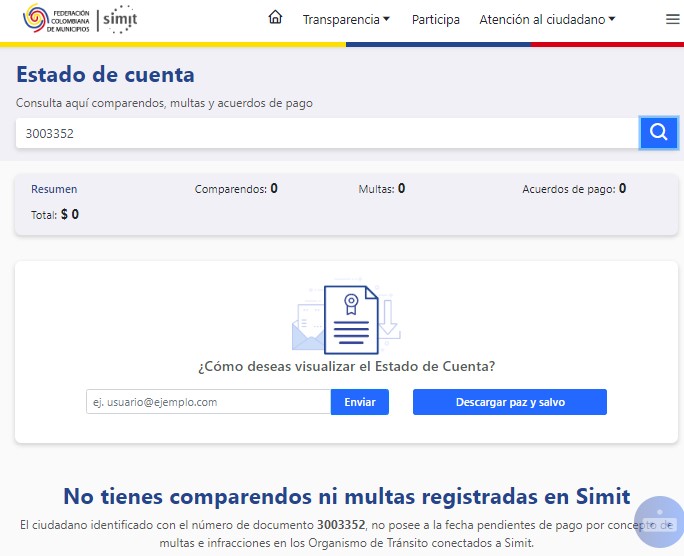 FEDERACIÓN
COLOMBIANA
DE MUNICIPIOS
simit
Transparencia
Participa
Atención al ciudadano
Estado de cuenta
Consulta aquí comparendos, multas y acuerdos de pago
3003352
Resumen
Comparendos: 0
Multas: 0
Acuerdos de pago: 0
Total: $ 0
¿Cómo deseas visualizar el Estado de Cuenta?
ej. usuario@ejemplo.com
Enviar
Descargar paz y salvo
No tienes comparendos ni multas registradas en Simit
El ciudadano identificado con el número de documento 3003352, no posee a la fecha pendientes de pago por concepto de
multas e infracciones en los Organismo de Tránsito conectados a Simit.